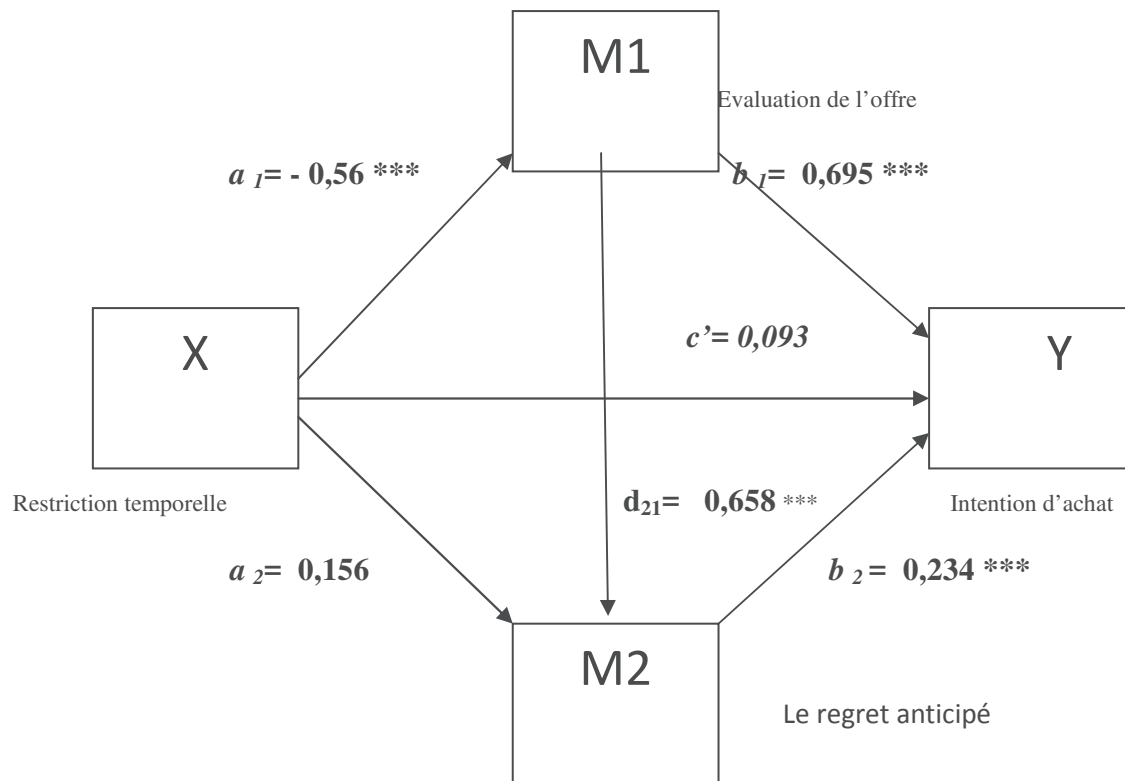 M1
Evaluation de l’offre
a 1= - 0,56 ***
b 1= 0,695 ***
X
c’= 0,093
Y
Restriction temporelle
d21= 0,658 ***
Intention d’achat
a 2= 0,156
b 2 = 0,234 ***
M2
Le regret anticipé